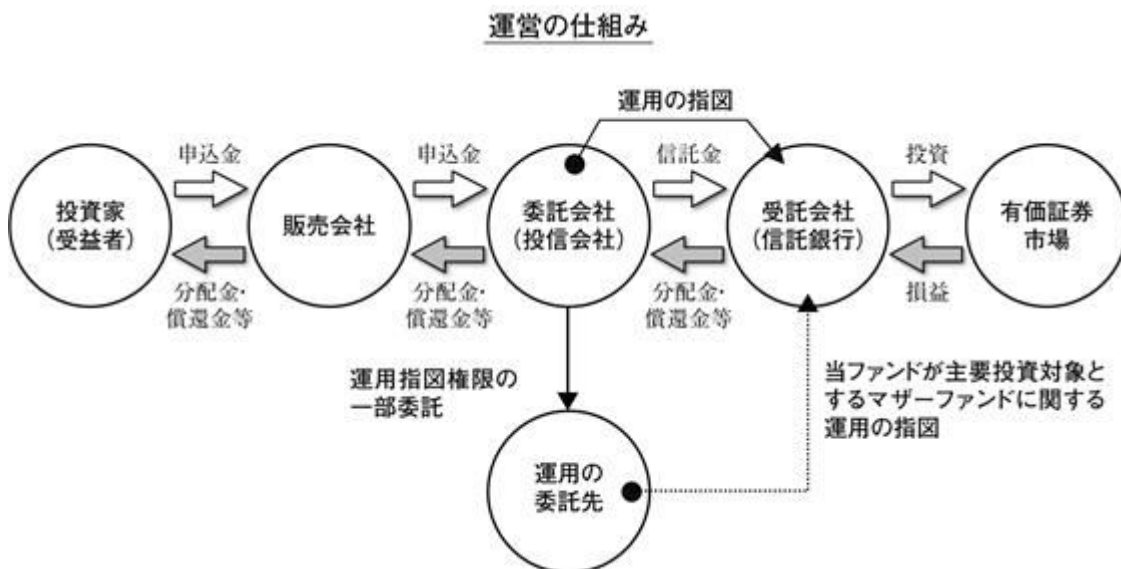 運営の仕組み
運用の指図
申込金
申込金
信託金
投資
投資家
(受益者)
販売会社
委託会社
(投信会社)
受託会社
(信託銀行)
有価証券
市場
分配金・
償還金等
分配金・
償還金等
分配金・
償還金等
損益
運用指図権限の
一部委託
当ファンドが主要投資対象と
するマザーファンドに関する
運用の指図
運用の
委託先